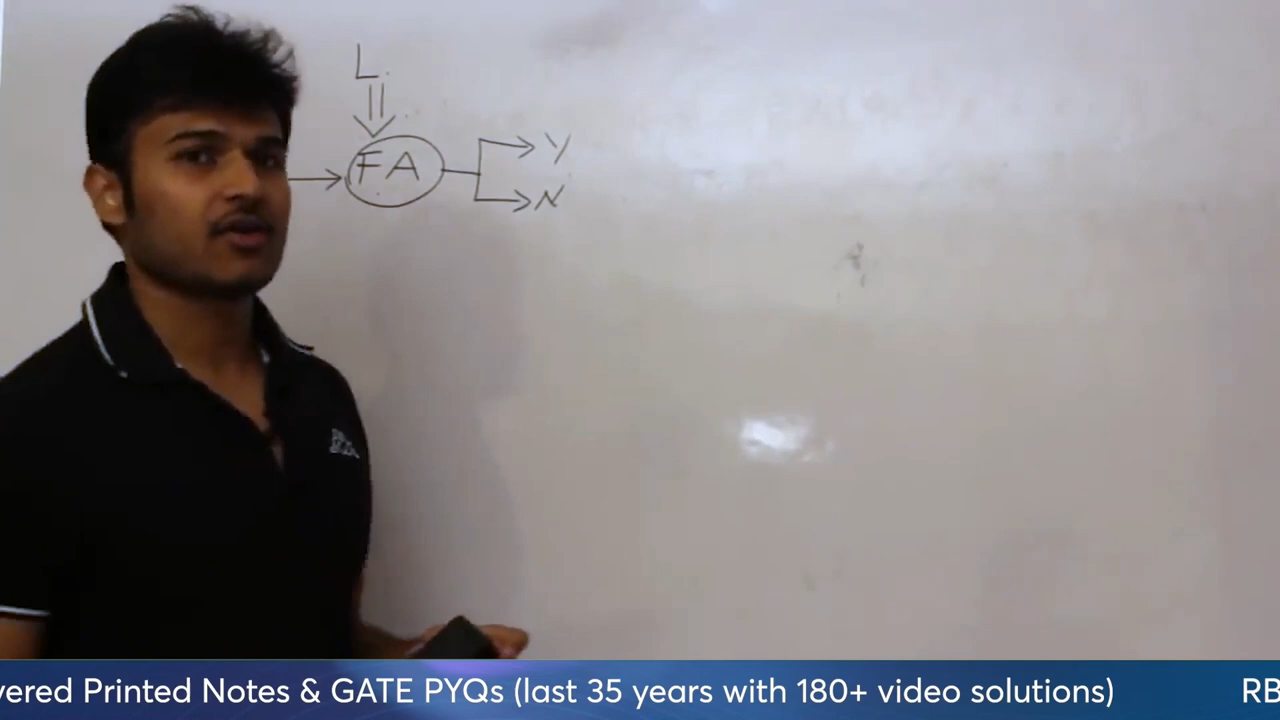 L.
FA
Y
N
vered Printed Notes & GATE PYQs (last 35 years with 180+ video solutions) RB